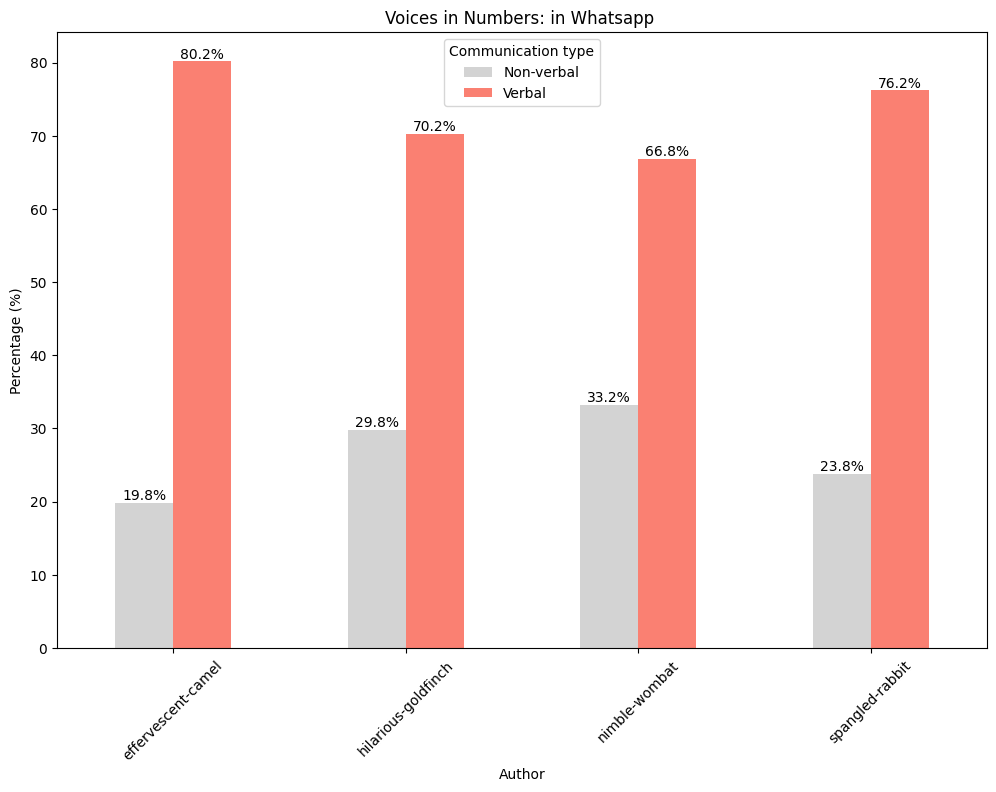 Voices in Numbers: in Whatsapp
Communication type
Non-verbal
Verbal
Percentage (%)
80
70
60
50
40
30
20
10
0
19.8%
80.2%
29.8%
70.2%
33.2%
66.8%
23.8%
76.2%
effervescent-camel
hilarious-goldfinch
nimble-wombat
spangled-rabbit
Author